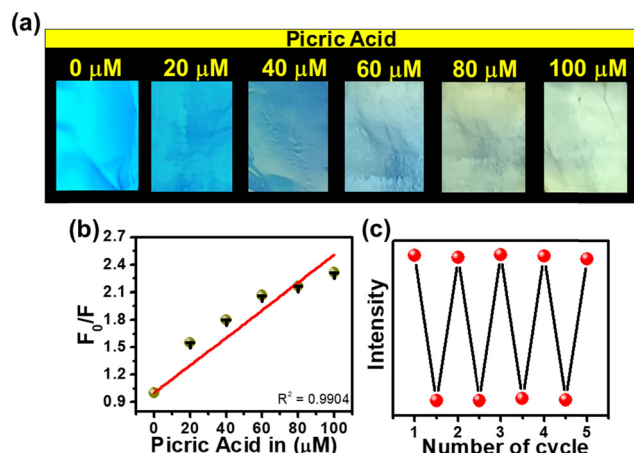 (a)
Picric Acid
0 μM 20 μM 40 μM 60 μM 80 μM 100 μM
(b)
2.7
2.4
2.1
1.8
1.5
1.2
0.9
F0/F
R² = 0.9904
0 20 40 60 80 100
Picric Acid in (μM)
(c)
Intensity
1 2 3 4 5
Number of cycle